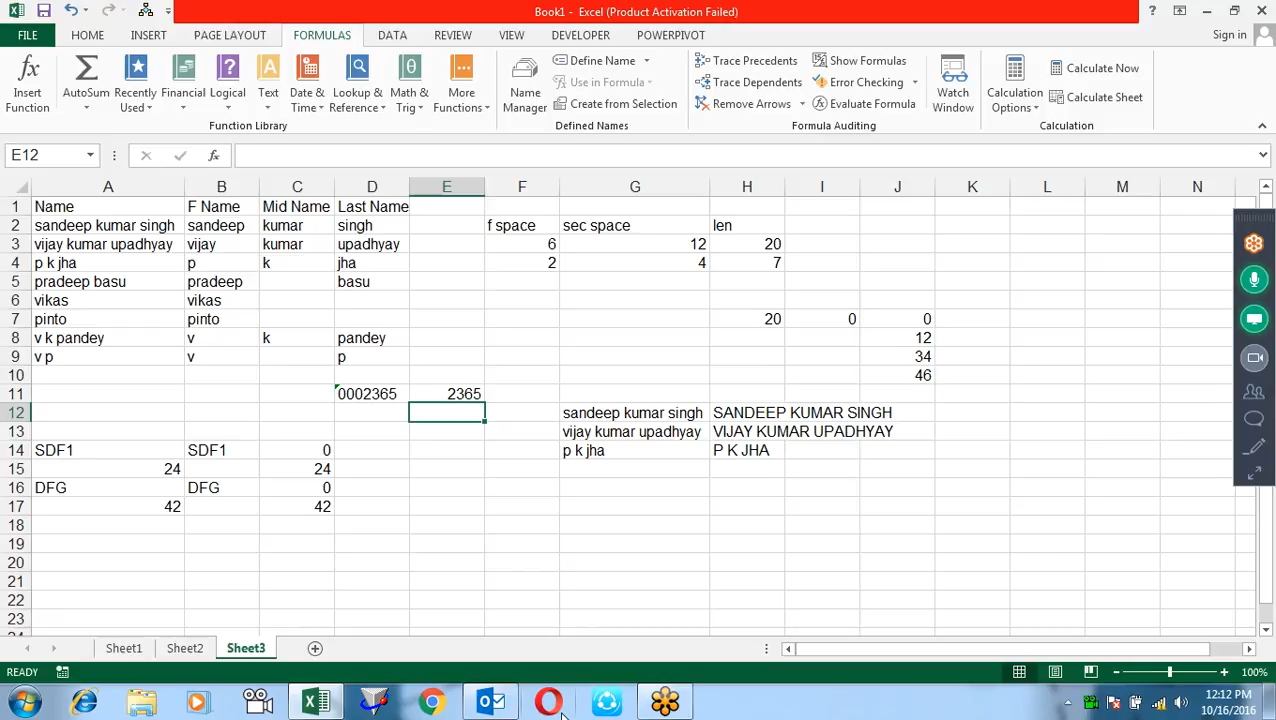 Book1 - Excel (Product Activation Failed)
FILE HOME INSERT PAGE LAYOUT FORMULAS DATA REVIEW VIEW DEVELOPER POWERPIVOT Sign in
Insert Function
AutoSum
Recently Used
Financial
Logical
Text
Date & Time
Lookup & Reference
Math & Trig
More Functions
Function Library
Name Manager
Define Name
Use in Formula
Create from Selection
Defined Names
Trace Precedents
Trace Dependents
Remove Arrows
Show Formulas
Error Checking
Evaluate Formula
Formula Auditing
Watch Window
Calculation Options
Calculate Now
Calculate Sheet
Calculation
E12 fx
A B C D E F G H I J K L M N
1 Name F Name Mid Name Last Name
2 sandeep kumar singh sandeep kumar singh f space sec space len
3 vijay kumar upadhyay vijay kumar upadhyay 6 12 20
4 p k jha p k jha 2 4 7
5 pradeep basu pradeep basu
6 vikas vikas
7 pinto pinto 20 0 0
8 v k pandey v k pandey 12
9 v p v p 34
10 46
11 0002365 2365
12 sandeep kumar singh SANDEEP KUMAR SINGH
13 vijay kumar upadhyay VIJAY KUMAR UPADHYAY
14 SDF1 SDF1 0 p k jha P K JHA
15 24 24
16 DFG DFG 0
17 42 42
18
19
20
21
22
23
Sheet1 Sheet2 Sheet3
READY 100%
12:12 PM
10/16/2016